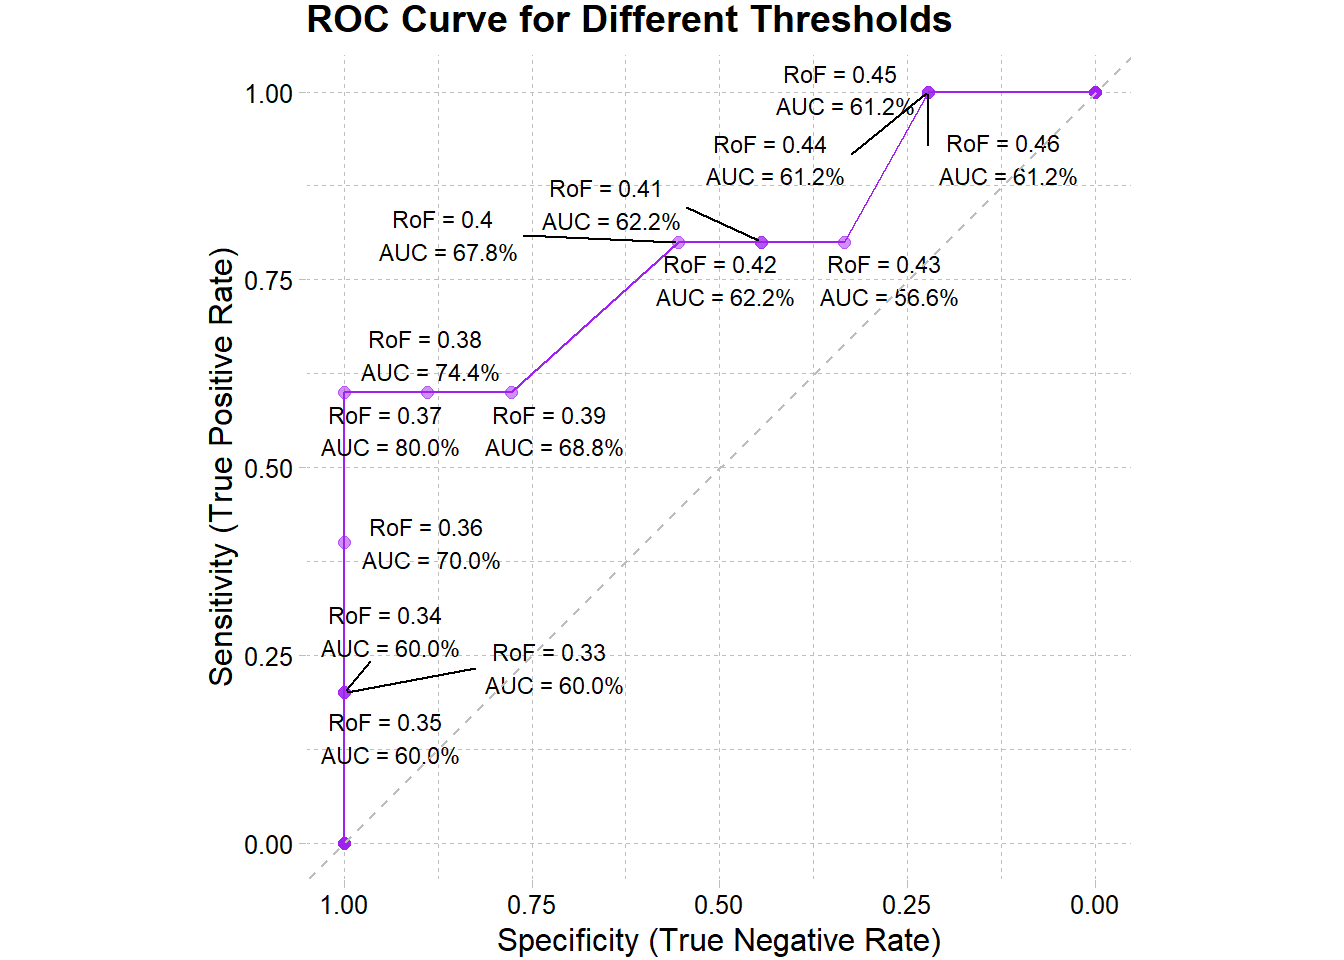 ROC Curve for Different Thresholds
RoF = 0.45
AUC = 61.2%
RoF = 0.44
AUC = 61.2%
RoF = 0.46
AUC = 61.2%
RoF = 0.41
AUC = 62.2%
RoF = 0.4
AUC = 67.8%
RoF = 0.42
AUC = 62.2%
RoF = 0.43
AUC = 56.6%
RoF = 0.38
AUC = 74.4%
RoF = 0.37
AUC = 80.0%
RoF = 0.39
AUC = 68.8%
RoF = 0.36
AUC = 70.0%
RoF = 0.34
AUC = 60.0%
RoF = 0.33
AUC = 60.0%
RoF = 0.35
AUC = 60.0%
1.00
0.75
0.50
0.25
0.00
Sensitivity (True Positive Rate)
1.00 0.75 0.50 0.25 0.00
Specificity (True Negative Rate)